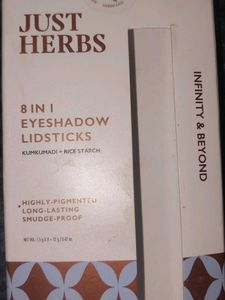 JUST
HERBS
8 IN 1
EYESHADOW
LIDSTICKS
KUMKUMADI + RICE STARCH
INFINITY & BEYOND
HIGHLY-PIGMENTED
LONG-LASTING
SMUDGE-PROOF